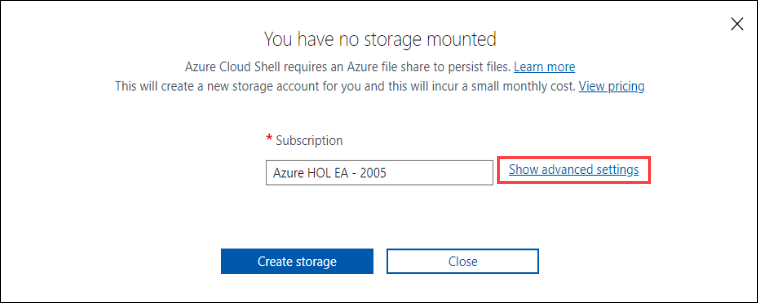 You have no storage mounted
Azure Cloud Shell requires an Azure file share to persist files. Learn more
This will create a new storage account for you and this will incur a small monthly cost. View pricing
* Subscription
Azure HOL EA - 2005
Show advanced settings
Create storage
Close